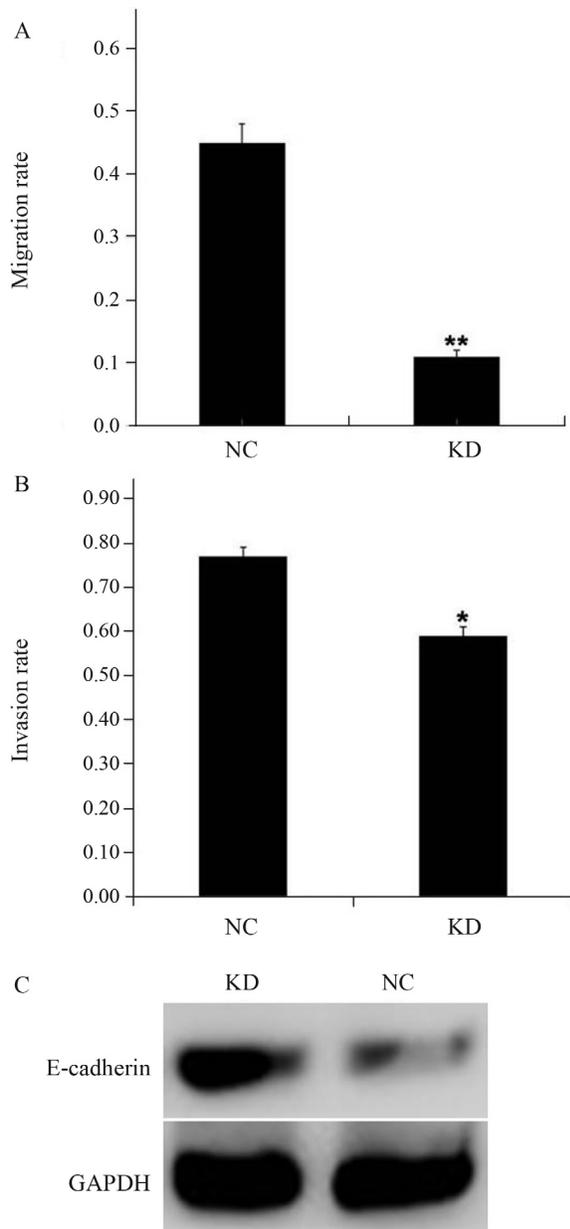 A
Migration rate
0.6
0.5
0.4
0.3
0.2
0.1
0.0
**
NC KD
B
Invasion rate
0.90
0.80
0.70
0.60
0.50
0.40
0.30
0.20
0.10
0.00
*
NC KD
C
KD NC
E-cadherin
GAPDH